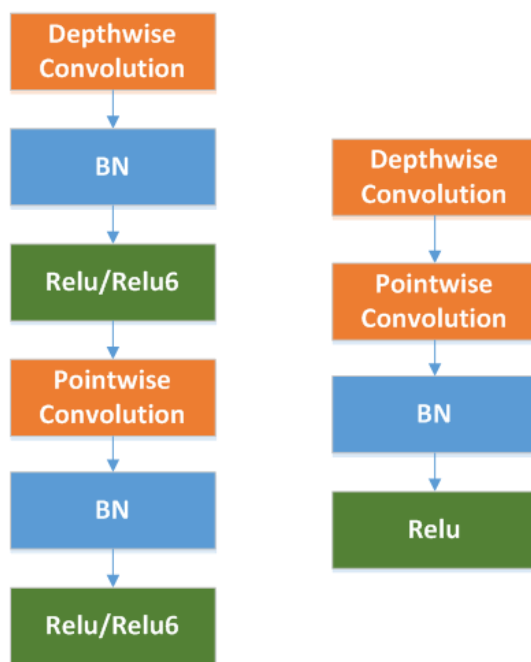 Depthwise
Convolution
BN
Relu/Relu6
Pointwise
Convolution
BN
Relu/Relu6
Depthwise
Convolution
Pointwise
Convolution
BN
Relu